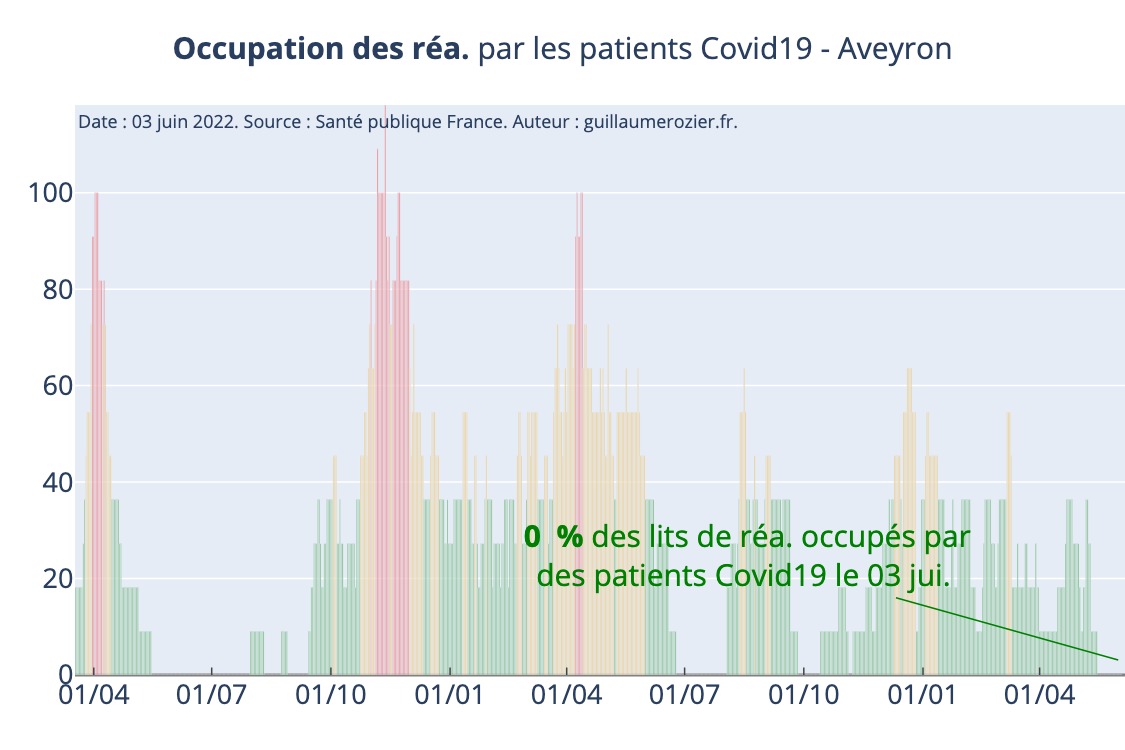 Occupation des réa. par les patients Covid19 - Aveyron
Date : 03 juin 2022. Source : Santé publique France. Auteur : guillaumerozier.fr.
100
80
60
40
20
0
0 % des lits de réa. occupés par
des patients Covid19 le 03 jui.
01/04 01/07 01/10 01/01 01/04 01/07 01/10 01/01 01/04